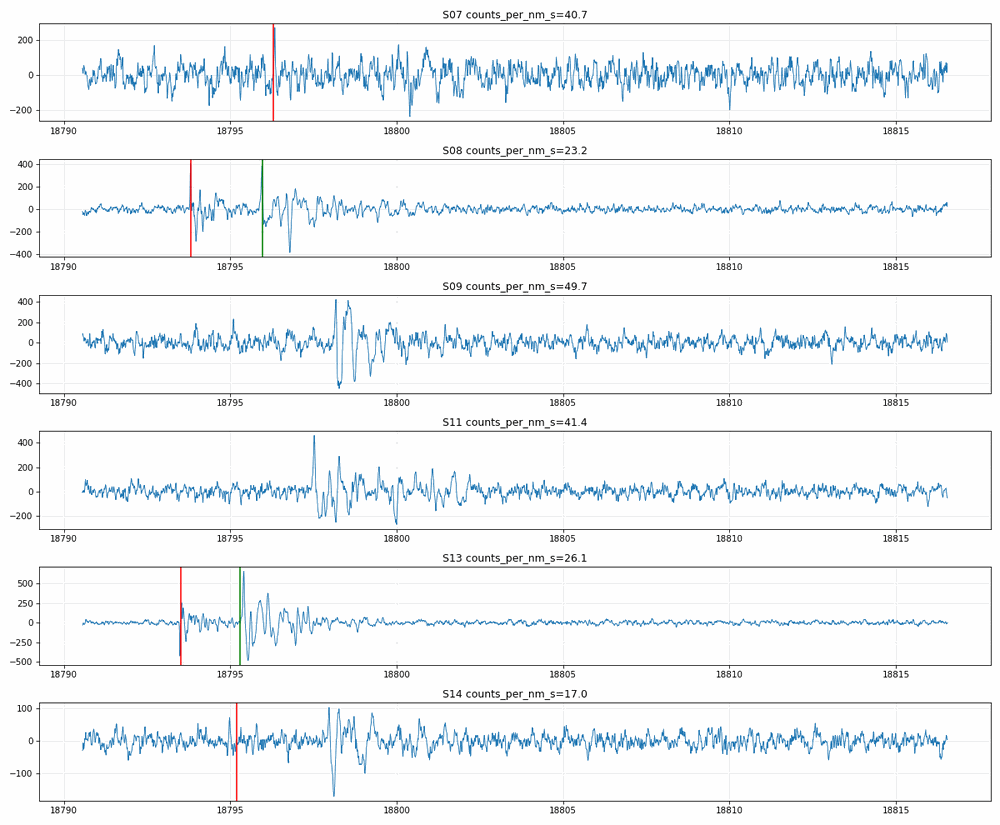 S07 counts_per_nm_s=40.7
200
0
−200
18790 18795 18800 18805 18810 18815
S08 counts_per_nm_s=23.2
400
200
0
−200
−400
18790 18795 18800 18805 18810 18815
S09 counts_per_nm_s=49.7
400
200
0
−200
−400
18790 18795 18800 18805 18810 18815
S11 counts_per_nm_s=41.4
400
200
0
−200
18790 18795 18800 18805 18810 18815
S13 counts_per_nm_s=26.1
500
250
0
−250
−500
18790 18795 18800 18805 18810 18815
S14 counts_per_nm_s=17.0
100
0
−100
18790 18795 18800 18805 18810 18815